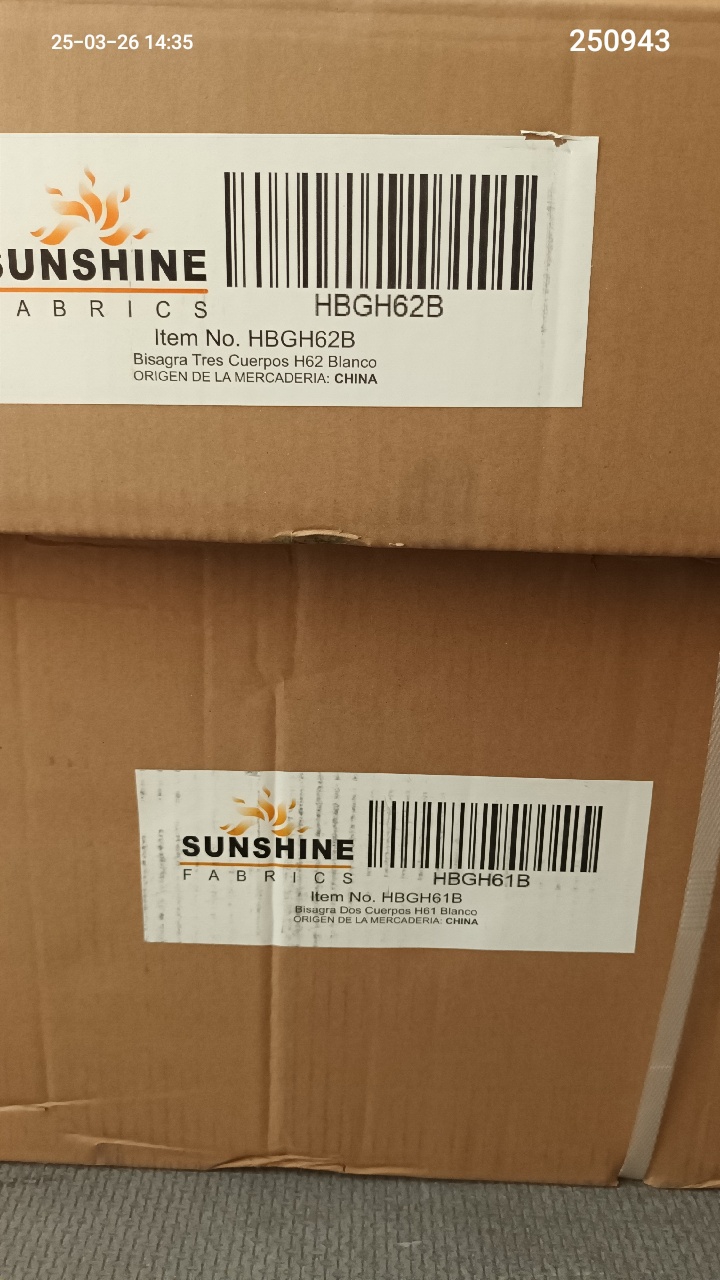 25-03-26 14:35
250943
SUNSHINE
FABRICS
HBGH62B
Item No. HBGH62B
Bisagra Tres Cuerpos H62 Blanco
ORIGEN DE LA MERCADERIA: CHINA
SUNSHINE
FABRICS
HBGH61B
Item No. HBGH61B
Bisagra Dos Cuerpos H61 Blanco
ORIGEN DE LA MERCADERIA: CHINA